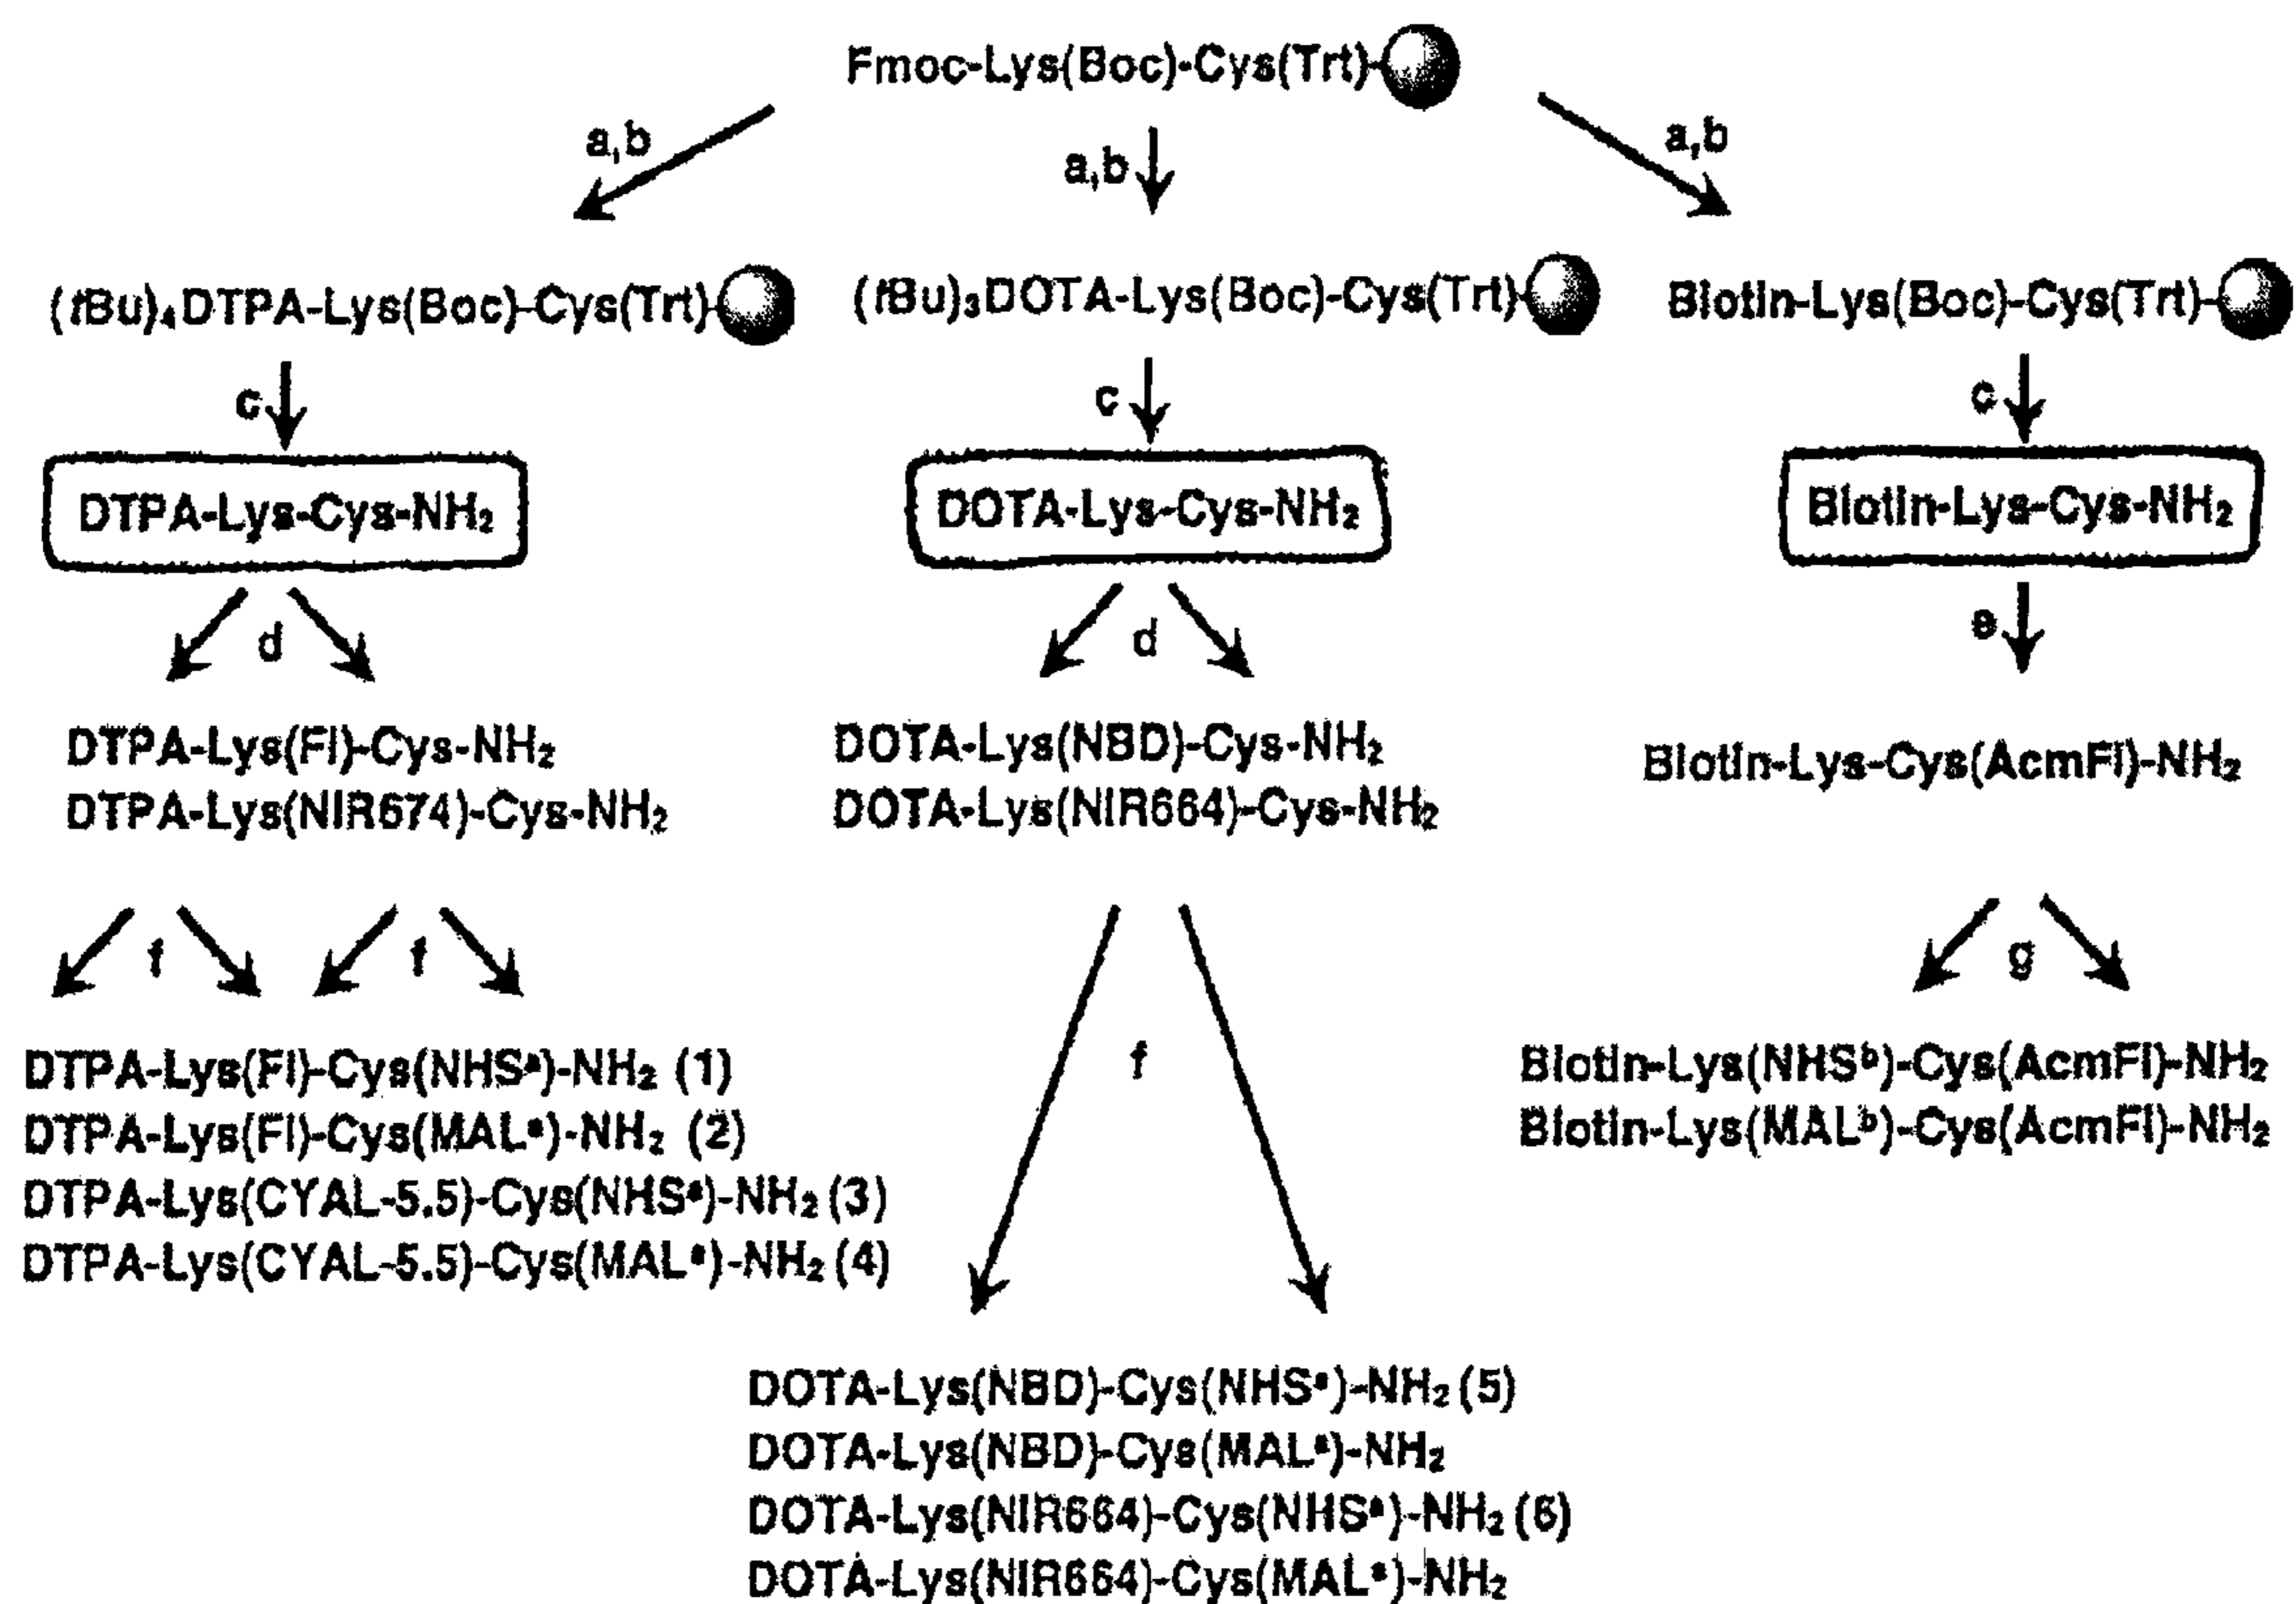 Fmoc-Lys(Boc)-Cys(Trt)-
a,b
a,b
a,b
(tBu)₄DTPA-Lys(Boc)-Cys(Trt)-
(tBu)₃DOTA-Lys(Boc)-Cys(Trt)-
Biotin-Lys(Boc)-Cys(Trt)-
c
c
c
DTPA-Lys-Cys-NH₂
DOTA-Lys-Cys-NH₂
Biotin-Lys-Cys-NH₂
d
d
e
DTPA-Lys(Fl)-Cys-NH₂
DTPA-Lys(NIR674)-Cys-NH₂
DOTA-Lys(NBD)-Cys-NH₂
DOTA-Lys(NIR664)-Cys-NH₂
Biotin-Lys-Cys(AcmFl)-NH₂
f
f
f
g
DTPA-Lys(Fl)-Cys(NHSᵃ)-NH₂ (1)
DTPA-Lys(Fl)-Cys(MALᵃ)-NH₂ (2)
DTPA-Lys(CYAL-5.5)-Cys(NHSᵃ)-NH₂ (3)
DTPA-Lys(CYAL-5.5)-Cys(MALᵃ)-NH₂ (4)
Biotin-Lys(NHSᵇ)-Cys(AcmFl)-NH₂
Biotin-Lys(MALᵇ)-Cys(AcmFl)-NH₂
DOTA-Lys(NBD)-Cys(NHSᵃ)-NH₂ (5)
DOTA-Lys(NBD)-Cys(MALᵃ)-NH₂
DOTA-Lys(NIR664)-Cys(NHSᵃ)-NH₂ (6)
DOTA-Lys(NIR664)-Cys(MALᵃ)-NH₂